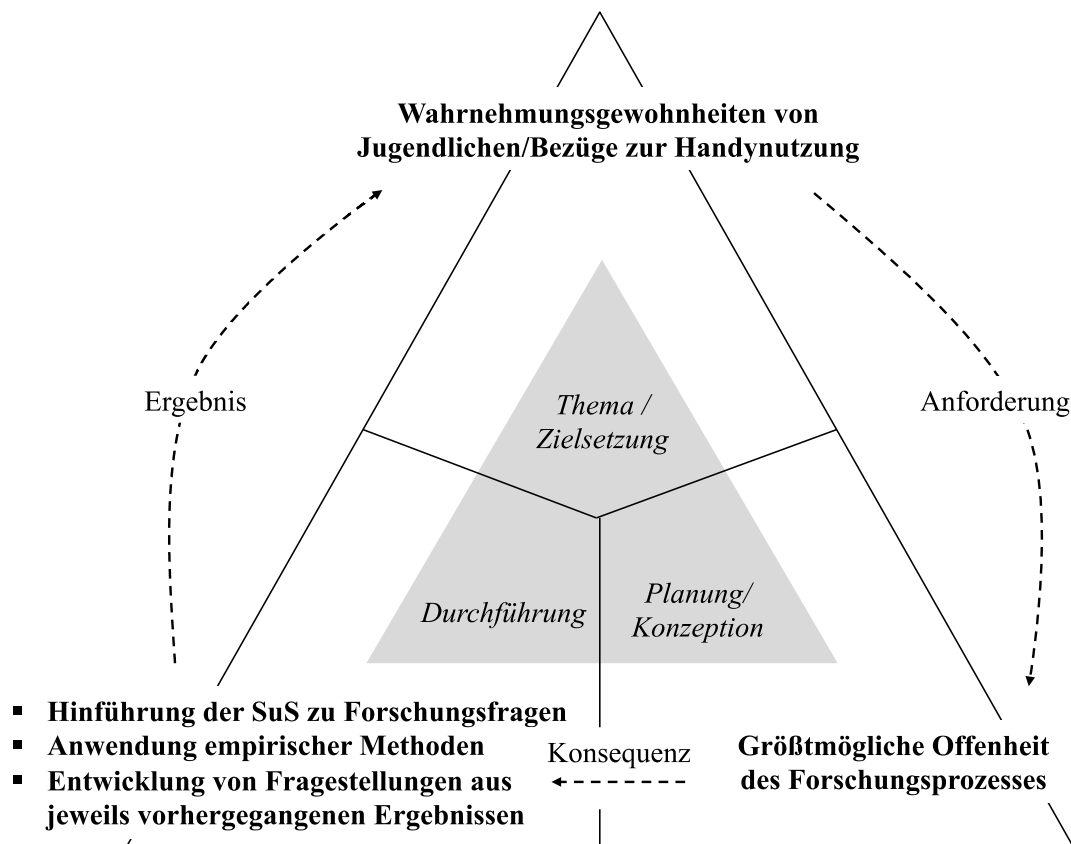 Wahrnehmungsgewohnheiten von
Jugendlichen/Bezüge zur Handynutzung
Ergebnis
Anforderung
Thema /
Zielsetzung
Durchführung
Planung/
Konzeption
▪ Hinführung der SuS zu Forschungsfragen
▪ Anwendung empirischer Methoden
▪ Entwicklung von Fragestellungen aus
jeweils vorhergegangenen Ergebnissen
Konsequenz
Größtmögliche Offenheit
des Forschungsprozesses